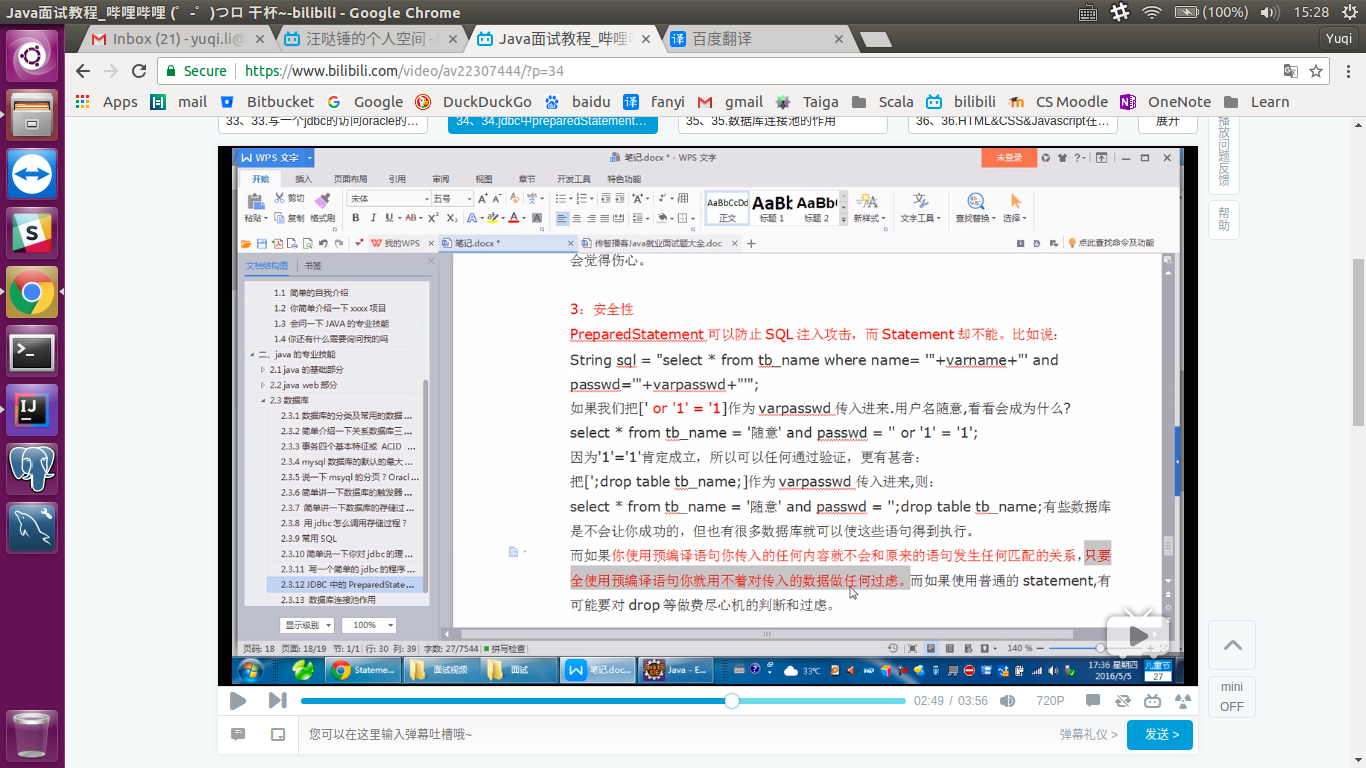 Java面试教程_哔哩哔哩 (゜-゜)つロ 干杯~-bilibili - Google Chrome
(100%)
15:28
Inbox (21) - yuqi.li@
汪哒锤的个人空间 -
Java面试教程_哔哩哔
百度翻译
Yuqi
Secure
https://www.bilibili.com/video/av22307444/?p=34
Apps
mail
Bitbucket
Google
DuckDuckGo
baidu
fanyi
gmail
Taiga
Scala
bilibili
CS Moodle
OneNote
Learn
33、33.写一个jdbc的访问oracle的…
34、34.jdbc中preparedStatement…
35、35.数据库连接池的作用
36、36.HTML&CSS&Javascript在…
展开
播放问题反馈
帮助
WPS 文字
笔记.docx * - WPS 文字
未登录
开始
插入
页面布局
引用
审阅
视图
章节
开发工具
特色功能
粘贴
剪切
复制
格式刷
宋体
五号
AaBbCcDd
正文
AaBb
标题 1
AaBb(
标题 2
新样式
文字工具
查找替换
选择
我的WPS
笔记.docx *
传智播客Java就业面试题大全.doc
点此查找命令及功能
文档结构图
书签
1.1 简单的自我介绍
1.2 你简单介绍一下 xxxx 项目
1.3 会问一下 JAVA 的专业技能
1.4 你还有什么需要询问我的吗
二、java 的专业技能
2.1 java 的基础部分
2.2 java web 部分
2.3 数据库
2.3.1 数据库的分类及常用的数据 ...
2.3.2 简单介绍一下关系数据库三 ...
2.3.3 事务四个基本特征或 ACID
2.3.4 mysql 数据库的默认的最大 ...
2.3.5 说一下 msyql 的分页？Oracl ...
2.3.6 简单讲一下数据库的触发器 ...
2.3.7 简单讲一下数据库的存储过 ...
2.3.8 用 jdbc 怎么调用存储过程？
2.3.9 常用 SQL
2.3.10 简单说一下你对 jdbc 的理 ...
2.3.11 写一个简单的 jdbc 的程序 ...
2.3.12 JDBC 中的 PreparedState...
2.3.13 数据库连接池作用
显示级别
100%
会觉得伤心。
3：安全性
PreparedStatement 可以防止 SQL 注入攻击，而 Statement 却不能。比如说：
String sql = "select * from tb_name where name= '"+varname+"' and
passwd='"+varpasswd+"'";
如果我们把[' or '1' = '1]作为 varpasswd 传入进来.用户名随意,看看会成为什么?
select * from tb_name = '随意' and passwd = '' or '1' = '1';
因为'1'='1'肯定成立，所以可以任何通过验证，更有甚者：
把[';drop table tb_name;]作为 varpasswd 传入进来,则：
select * from tb_name = '随意' and passwd = '';drop table tb_name;有些数据库
是不会让你成功的，但也有很多数据库就可以使这些语句得到执行。
而如果你使用预编译语句你传入的任何内容就不会和原来的语句发生任何匹配的关系，只要
全使用预编译语句你就用不着对传入的数据做任何过虑。而如果使用普通的 statement,有
可能要对 drop 等做费尽心机的判断和过虑。
页码: 18 页面: 18/19 节: 1/1 行: 30 列: 39 字数: 27/7544 拼写检查
140 %
Stateme...
面试视频
面试
笔记.doc...
Java - E...
33℃
17:36 星期四
2016/5/5
儿童节
27
02:49 / 03:56
720P
您可以在这里输入弹幕吐槽哦~
弹幕礼仪 >
发送 >
mini
OFF